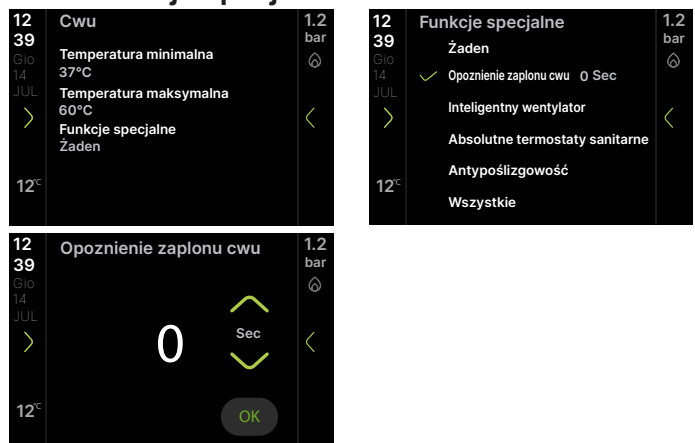 12
39
Gio
14
JUL
12°C
Cwu
Temperatura minimalna
37°C
Temperatura maksymalna
60°C
Funkcje specjalne
Żaden
1.2
bar
12
39
Gio
14
JUL
12°C
Funkcje specjalne
Żaden
Opoznienie zaplonu cwu 0 Sec
Inteligentny wentylator
Absolutne termostaty sanitarne
Antypoślizgowość
Wszystkie
1.2
bar
12
39
Gio
14
JUL
12°C
Opoznienie zaplonu cwu
0
Sec
OK
1.2
bar